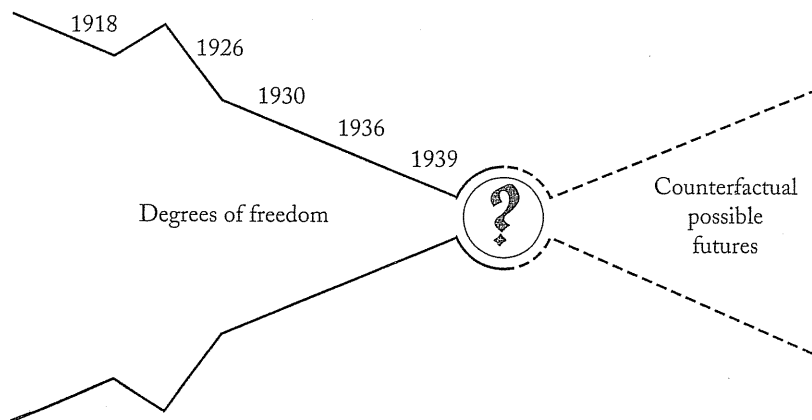 1918
1926
1930
1936
1939
?
Degrees of freedom
Counterfactual
possible
futures